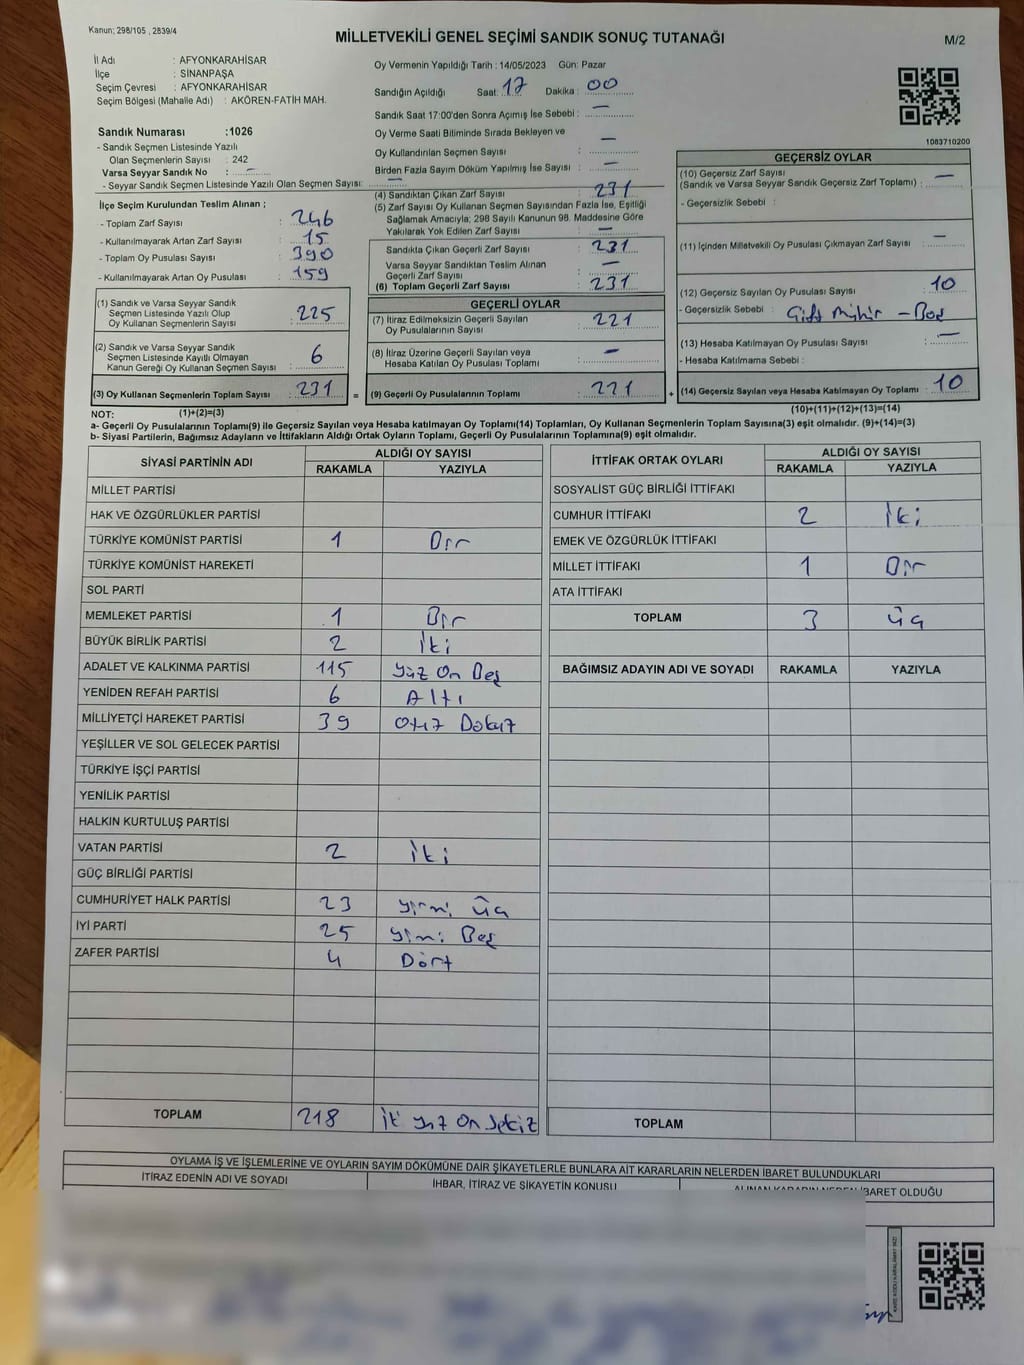 Kanun; 298/105 , 2839/4
MİLLETVEKİLİ GENEL SEÇİMİ SANDIK SONUÇ TUTANAĞI
M/2
İl Adı : AFYONKARAHİSAR
İlçe : SİNANPAŞA
Seçim Çevresi : AFYONKARAHİSAR
Seçim Bölgesi (Mahalle Adı) : AKÖREN-FATİH MAH.
Oy Vermenin Yapıldığı Tarih : 14/05/2023 Gün: Pazar
Sandığın Açıldığı Saat: 17 Dakika : 00
Sandık Saat 17:00'den Sonra Açımış İse Sebebi : —
Oy Verme Saati Bitiminde Sırada Bekleyen ve
Oy Kullandırılan Seçmen Sayısı : —
Birden Fazla Sayım Döküm Yapılmış İse Sayısı : —
Sandık Numarası :1026
- Sandık Seçmen Listesinde Yazılı
Olan Seçmenlerin Sayısı : 242
Varsa Seyyar Sandık No : —
- Seyyar Sandık Seçmen Listesinde Yazılı Olan Seçmen Sayısı: —
İlçe Seçim Kurulundan Teslim Alınan ;
- Toplam Zarf Sayısı : 246
- Kullanılmayarak Artan Zarf Sayısı : 15
- Toplam Oy Pusulası Sayısı : 390
- Kullanılmayarak Artan Oy Pusulası : 159
(1) Sandık ve Varsa Seyyar Sandık
Seçmen Listesinde Yazılı Olup
Oy Kullanan Seçmenlerin Sayısı : 225
(2) Sandık ve Varsa Seyyar Sandık
Seçmen Listesinde Kayıtlı Olmayan
Kanun Gereği Oy Kullanan Seçmen Sayısı : 6
(3) Oy Kullanan Seçmenlerin Toplam Sayısı : 231
(4) Sandıktan Çıkan Zarf Sayısı : 231
(5) Zarf Sayısı Oy Kullanan Seçmen Sayısından Fazla İse, Eşitliği
Sağlamak Amacıyla; 298 Sayılı Kanunun 98. Maddesine Göre
Yakılarak Yok Edilen Zarf Sayısı : —
Sandıkta Çıkan Geçerli Zarf Sayısı : 231
Varsa Seyyar Sandıktan Teslim Alınan
Geçerli Zarf Sayısı : —
(6) Toplam Geçerli Zarf Sayısı : 231
GEÇERLİ OYLAR
(7) İtiraz Edilmeksizin Geçerli Sayılan
Oy Pusulalarının Sayısı : 221
(8) İtiraz Üzerine Geçerli Sayılan veya
Hesaba Katılan Oy Pusulası Toplamı : —
= (9) Geçerli Oy Pusulalarının Toplamı : 221
1083710200
GEÇERSİZ OYLAR
(10) Geçersiz Zarf Sayısı : —
(Sandık ve Varsa Seyyar Sandık Geçersiz Zarf Toplamı)
- Geçersizlik Sebebi :
(11) İçinden Milletvekili Oy Pusulası Çıkmayan Zarf Sayısı : —
(12) Geçersiz Sayılan Oy Pusulası Sayısı : 10
- Geçersizlik Sebebi : Çift Mühür - Boş
(13) Hesaba Katılmayan Oy Pusulası Sayısı : —
- Hesaba Katılmama Sebebi :
+ (14) Geçersiz Sayılan veya Hesaba Katılmayan Oy Toplamı : 10
NOT: (1)+(2)=(3) (10)+(11)+(12)+(13)=(14)
a- Geçerli Oy Pusulalarının Toplamı(9) ile Geçersiz Sayılan veya Hesaba katılmayan Oy Toplamı(14) Toplamları, Oy Kullanan Seçmenlerin Toplam Sayısına(3) eşit olmalıdır. (9)+(14)=(3)
b- Siyasi Partilerin, Bağımsız Adayların ve İttifakların Aldığı Ortak Oyların Toplamı, Geçerli Oy Pusulalarının Toplamına(9) eşit olmalıdır.
SİYASİ PARTİNİN ADI ALDIĞI OY SAYISI
RAKAMLA YAZIYLA
MİLLET PARTİSİ
HAK VE ÖZGÜRLÜKLER PARTİSİ
TÜRKİYE KOMÜNİST PARTİSİ 1 Bir
TÜRKİYE KOMÜNİST HAREKETİ
SOL PARTİ
MEMLEKET PARTİSİ 1 Bir
BÜYÜK BİRLİK PARTİSİ 2 İki
ADALET VE KALKINMA PARTİSİ 115 Yüz On Beş
YENİDEN REFAH PARTİSİ 6 Altı
MİLLİYETÇİ HAREKET PARTİSİ 39 Otuz Dokuz
YEŞİLLER VE SOL GELECEK PARTİSİ
TÜRKİYE İŞÇİ PARTİSİ
YENİLİK PARTİSİ
HALKIN KURTULUŞ PARTİSİ
VATAN PARTİSİ 2 İki
GÜÇ BİRLİĞİ PARTİSİ
CUMHURİYET HALK PARTİSİ 23 Yirmi üç
İYİ PARTİ 25 Yirmi Beş
ZAFER PARTİSİ 4 Dört
TOPLAM 218 İki yüz On Sekiz
İTTİFAK ORTAK OYLARI ALDIĞI OY SAYISI
RAKAMLA YAZIYLA
SOSYALİST GÜÇ BİRLİĞİ İTTİFAKI
CUMHUR İTTİFAKI 2 İki
EMEK VE ÖZGÜRLÜK İTTİFAKI
MİLLET İTTİFAKI 1 Bir
ATA İTTİFAKI
TOPLAM 3 üç
BAĞIMSIZ ADAYIN ADI VE SOYADI RAKAMLA YAZIYLA
TOPLAM
OYLAMA İŞ VE İŞLEMLERİNE VE OYLARIN SAYIM DÖKÜMÜNE DAİR ŞİKAYETLERLE BUNLARA AİT KARARLARIN NELERDEN İBARET BULUNDUKLARI
İTİRAZ EDENİN ADI VE SOYADI
İHBAR, İTİRAZ VE ŞİKAYETİN KONUSU
ALINAN KARARIN NEDEN İBARET OLDUĞU